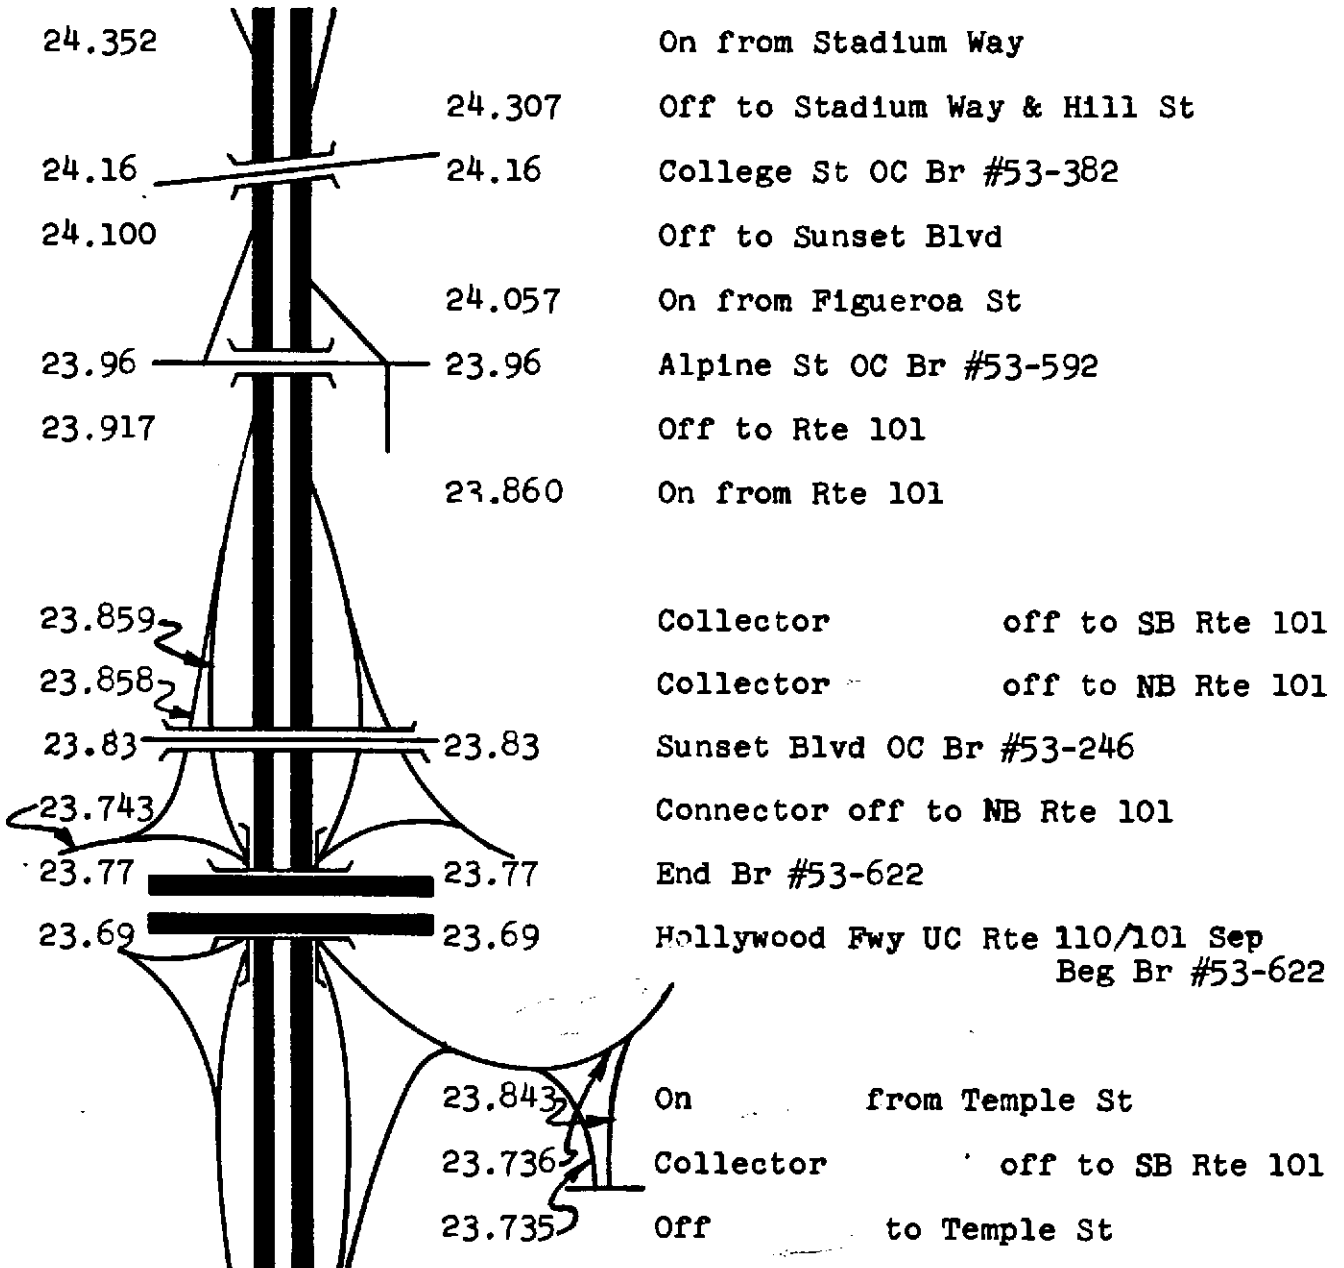 24.352 On from Stadium Way
24.307 Off to Stadium Way & Hill St
24.16 24.16 College St OC Br #53-382
24.100 Off to Sunset Blvd
24.057 On from Figueroa St
23.96 23.96 Alpine St OC Br #53-592
23.917 Off to Rte 101
23.860 On from Rte 101
23.859 Collector off to SB Rte 101
23.858 Collector off to NB Rte 101
23.83 23.83 Sunset Blvd OC Br #53-246
23.743 Connector off to NB Rte 101
23.77 23.77 End Br #53-622
23.69 23.69 Hollywood Fwy UC Rte 110/101 Sep
Beg Br #53-622
23.843 On from Temple St
23.736 Collector off to SB Rte 101
23.735 Off to Temple St